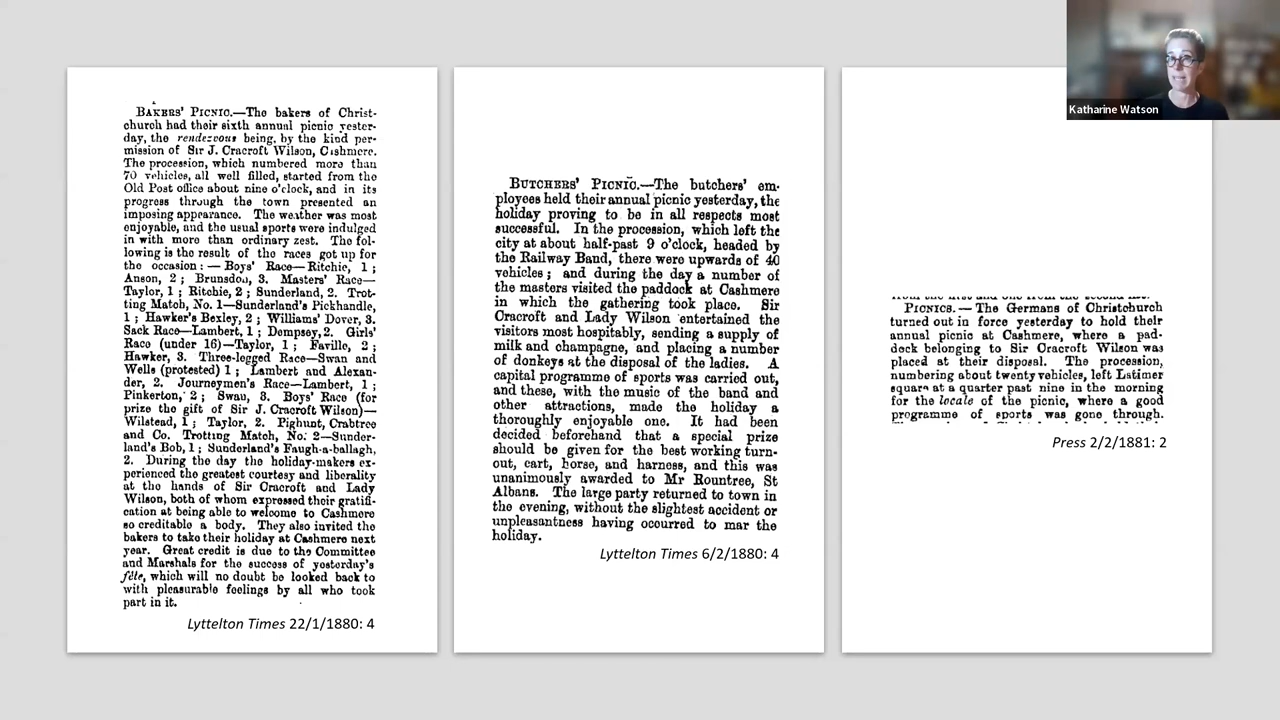 BAKERS' PICNIC.—The bakers of Christ-
church had their sixth annual picnic yester-
day, the rendezvous being, by the kind per-
mission of Sir J. Cracroft Wilson, Cashmere.
The procession, which numbered more than
70 vehicles, all well filled, started from the
Old Post office about nine o'clock, and in its
progress through the town presented an
imposing appearance. The weather was most
enjoyable, and the usual sports were indulged
in with more than ordinary zest. The fol-
lowing is the result of the races got up for
the occasion:— Boys' Race—Ritchie, 1;
Anson, 2; Brunsdon, 3. Masters' Race—
Taylor, 1; Ritchie, 2; Sunderland, 2. Trot-
ting Match, No. 1—Sunderland's Pickhandle,
1; Hawker's Bexley, 2; Williams' Dover, 3.
Sack Race—Lambert, 1; Dempsey, 2. Girls'
Race (under 16)—Taylor, 1; Faville, 2;
Hawker, 3. Three-legged Race—Swan and
Wells (protested) 1; Lambert and Alexan-
der, 2. Journeymen's Race—Lambert, 1;
Pinkerton, 2; Swan, 3. Boys' Race (for
prize the gift of Sir J. Cracroft Wilson)—
Wilstead, 1; Taylor, 2. Pighunt, Crabtree
and Co. Trotting Match, No. 2—Sunder-
land's Bob, 1; Sunderland's Faugh-a-ballagh,
2. During the day the holiday-makers ex-
perienced the greatest courtesy and liberality
at the hands of Sir Cracroft and Lady
Wilson, both of whom expressed their gratifi-
cation at being able to welcome to Cashmere
so creditable a body. They also invited the
bakers to take their holiday at Cashmere next
year. Great credit is due to the Committee
and Marshals for the success of yesterday's
fête, which will no doubt be looked back to
with pleasurable feelings by all who took
part in it.
Lyttelton Times 22/1/1880: 4
BUTCHERS' PICNIC.—The butchers' em-
ployees held their annual picnic yesterday, the
holiday proving to be in all respects most
successful. In the procession, which left the
city at about half-past 9 o'clock, headed by
the Railway Band, there were upwards of 40
vehicles; and during the day a number of
the masters visited the paddock at Cashmere
in which the gathering took place. Sir
Cracroft and Lady Wilson entertained the
visitors most hospitably, sending a supply of
milk and champagne, and placing a number
of donkeys at the disposal of the ladies. A
capital programme of sports was carried out,
and these, with the music of the band and
other attractions, made the holiday a
thoroughly enjoyable one. It had been
decided beforehand that a special prize
should be given for the best working turn-
out, cart, horse, and harness, and this was
unanimously awarded to Mr Rountree, St
Albans. The large party returned to town in
the evening, without the slightest accident or
unpleasantness having occurred to mar the
holiday.
Lyttelton Times 6/2/1880: 4
PICNICS.—The Germans of Christchurch
turned out in force yesterday to hold their
annual picnic at Cashmere, where a pad-
dock belonging to Sir Cracroft Wilson was
placed at their disposal. The procession,
numbering about twenty vehicles, left Latimer
square at a quarter past nine in the morning
for the locale of the picnic, where a good
programme of sports was gone through.
Press 2/2/1881: 2
Katharine Watson